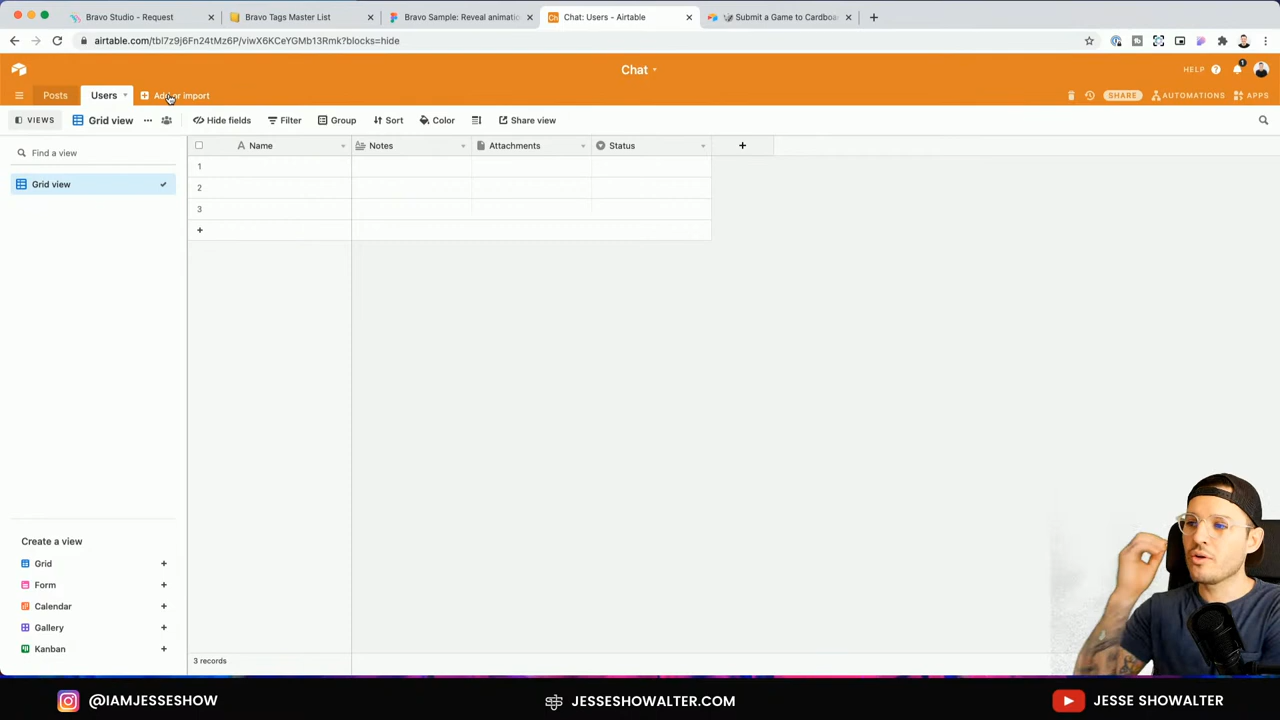 Bravo Studio - Request
Bravo Tags Master List
Bravo Sample: Reveal animatio
Chat: Users - Airtable
Submit a Game to Cardboa
airtable.com/tbl7z9j6Fn24tMz6P/viwX6KCeYGMb13Rmk?blocks=hide
Chat
HELP
1
Posts
Users
Add or import
SHARE
AUTOMATIONS
APPS
VIEWS
Grid view
Hide fields
Filter
Group
Sort
Color
Share view
Find a view
Grid view
Name
Notes
Attachments
Status
1
2
3
Create a view
Grid
Form
Calendar
Gallery
Kanban
3 records
@IAMJESSESHOW
JESSESHOWALTER.COM
JESSE SHOWALTER